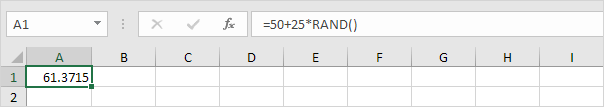 A1 fx =50+25*RAND()
A B C D E F G H I
1 61.3715
2